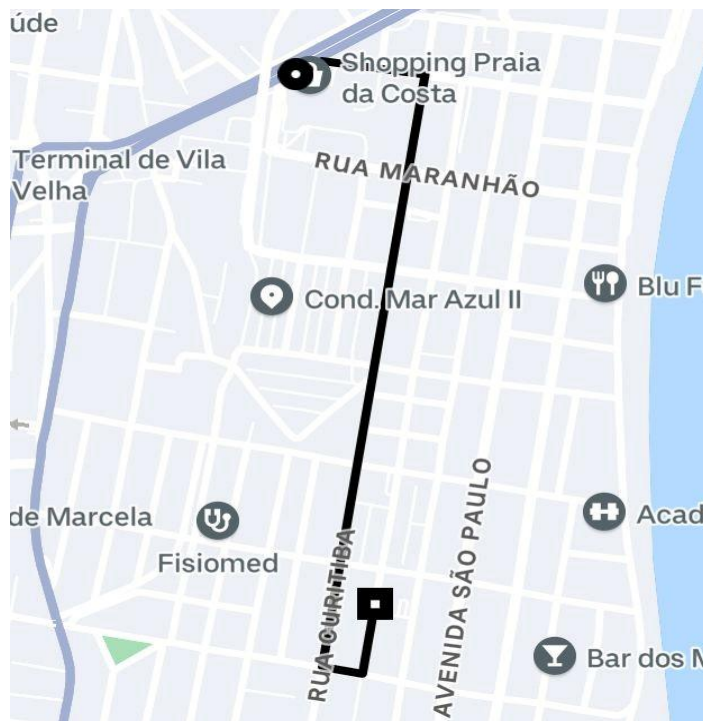 úde
Shopping Praia
da Costa
Terminal de Vila
Velha
RUA MARANHÃO
Blu F
Cond. Mar Azul II
AVENIDA SÃO PAULO
de Marcela
Acad
Fisiomed
RUA CURITIBA
Bar dos M